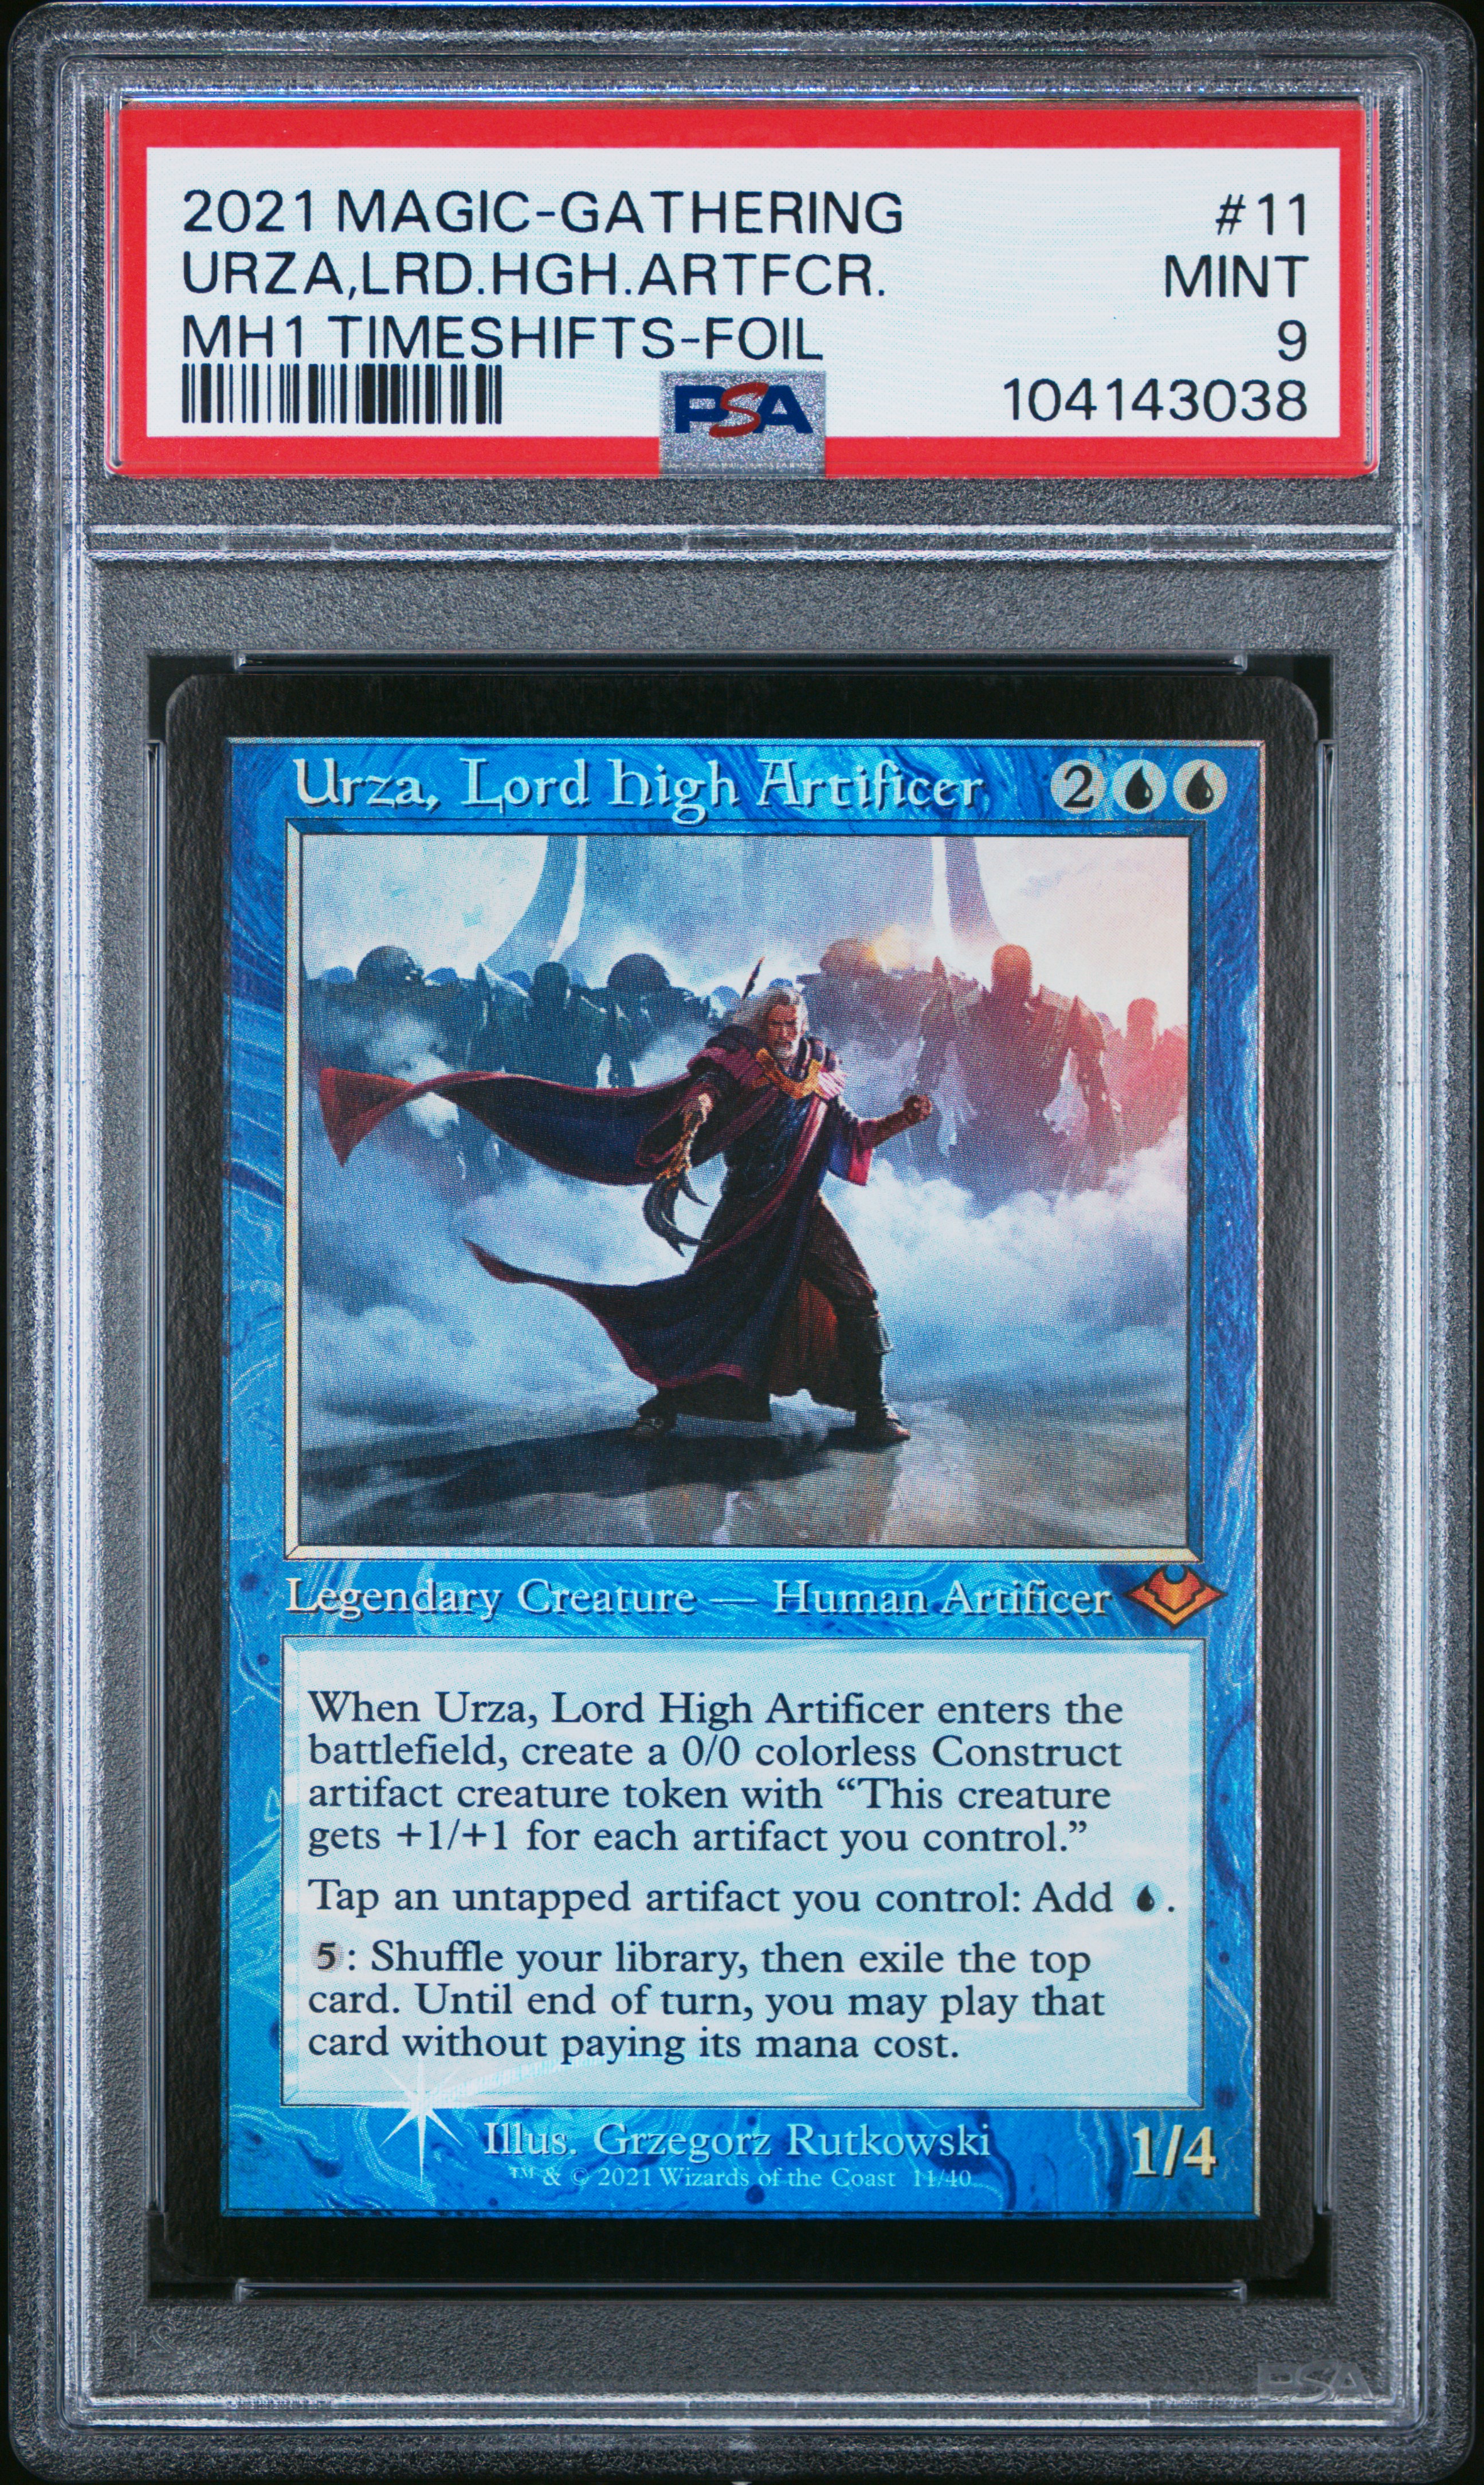 2021 MAGIC-GATHERING #11
URZA,LRD.HGH.ARTFCR. MINT
MH1 TIMESHIFTS-FOIL 9
PSA 104143038
Urza, Lord High Artificer 2
Legendary Creature — Human Artificer
When Urza, Lord High Artificer enters the
battlefield, create a 0/0 colorless Construct
artifact creature token with “This creature
gets +1/+1 for each artifact you control.”
Tap an untapped artifact you control: Add .
5: Shuffle your library, then exile the top
card. Until end of turn, you may play that
card without paying its mana cost.
Illus. Grzegorz Rutkowski
1/4
™ & © 2021 Wizards of the Coast 11/40
PSA